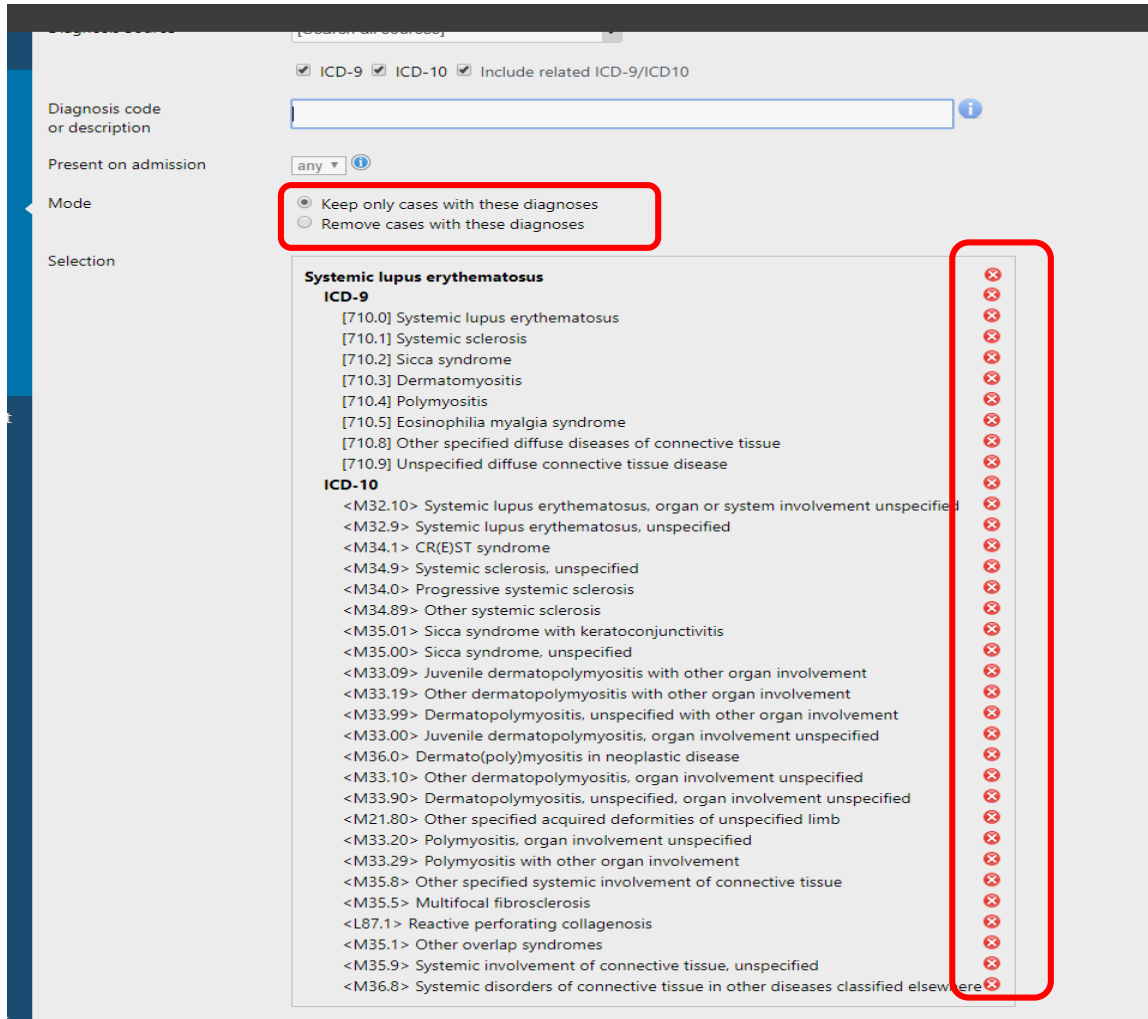 Diagnosis Source [Search all sources]
ICD-9 ICD-10 Include related ICD-9/ICD10
Diagnosis code
or description
Present on admission any
Mode Keep only cases with these diagnoses
Remove cases with these diagnoses
Selection
Systemic lupus erythematosus
ICD-9
[710.0] Systemic lupus erythematosus
[710.1] Systemic sclerosis
[710.2] Sicca syndrome
[710.3] Dermatomyositis
[710.4] Polymyositis
[710.5] Eosinophilia myalgia syndrome
[710.8] Other specified diffuse diseases of connective tissue
[710.9] Unspecified diffuse connective tissue disease
ICD-10
<M32.10> Systemic lupus erythematosus, organ or system involvement unspecified
<M32.9> Systemic lupus erythematosus, unspecified
<M34.1> CR(E)ST syndrome
<M34.9> Systemic sclerosis, unspecified
<M34.0> Progressive systemic sclerosis
<M34.89> Other systemic sclerosis
<M35.01> Sicca syndrome with keratoconjunctivitis
<M35.00> Sicca syndrome, unspecified
<M33.09> Juvenile dermatopolymyositis with other organ involvement
<M33.19> Other dermatopolymyositis with other organ involvement
<M33.99> Dermatopolymyositis, unspecified with other organ involvement
<M33.00> Juvenile dermatopolymyositis, organ involvement unspecified
<M36.0> Dermato(poly)myositis in neoplastic disease
<M33.10> Other dermatopolymyositis, organ involvement unspecified
<M33.90> Dermatopolymyositis, unspecified, organ involvement unspecified
<M21.80> Other specified acquired deformities of unspecified limb
<M33.20> Polymyositis, organ involvement unspecified
<M33.29> Polymyositis with other organ involvement
<M35.8> Other specified systemic involvement of connective tissue
<M35.5> Multifocal fibrosclerosis
<L87.1> Reactive perforating collagenosis
<M35.1> Other overlap syndromes
<M35.9> Systemic involvement of connective tissue, unspecified
<M36.8> Systemic disorders of connective tissue in other diseases classified elsewhere